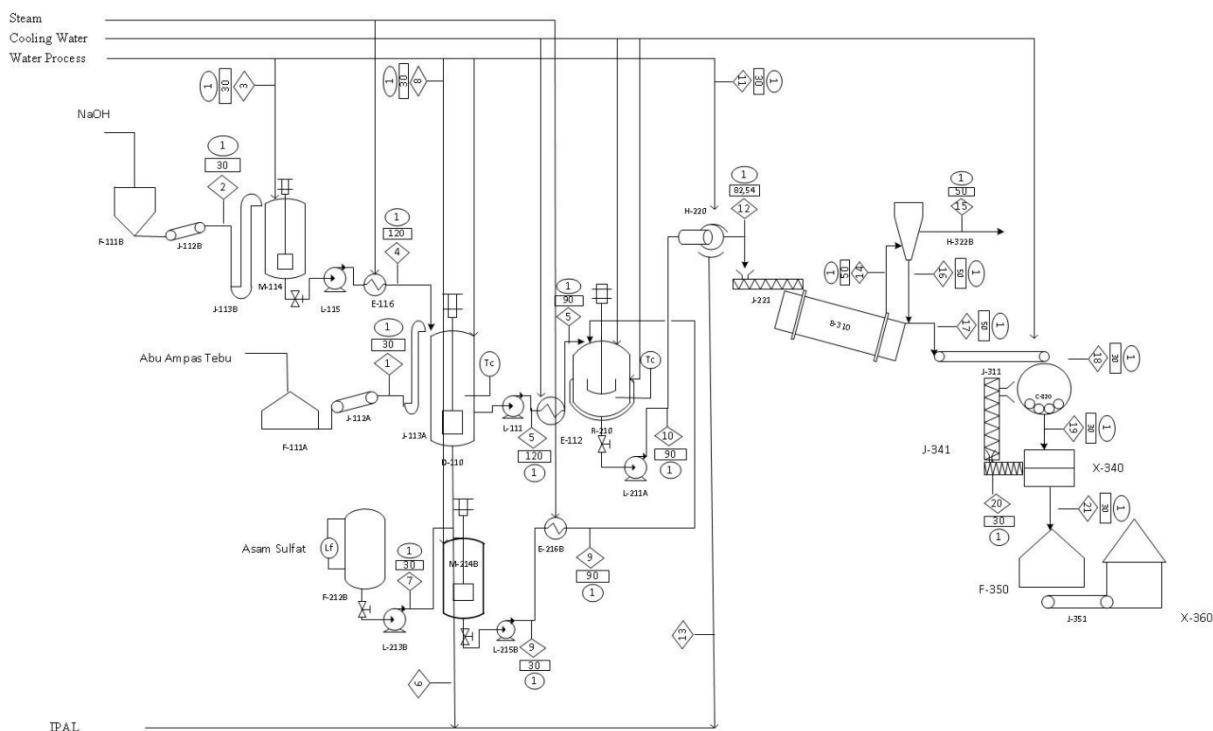 Steam
Cooling Water
Water Process
1
30
3
1
30
8
11
30
1
NaOH
1
30
2
F-111B
J-112B
J-113B
M-114
L-115
E-116
1
120
4
Abu Ampas Tebu
1
30
1
F-111A
J-112A
J-113A
D-110
Tc
L-111
5
120
1
E-112
1
90
5
R-210
Tc
L-211A
10
90
1
H-220
1
82,54
12
J-221
B-310
1
50
14
1
50
15
H-322B
16
50
1
17
50
1
18
30
1
J-311
C-320
19
30
1
J-341
X-340
20
30
1
21
30
1
F-350
J-351
X-360
Asam Sulfat
Lf
F-212B
1
30
7
L-213B
M-214B
L-215B
9
30
1
E-216B
9
90
1
6
13
IPAL